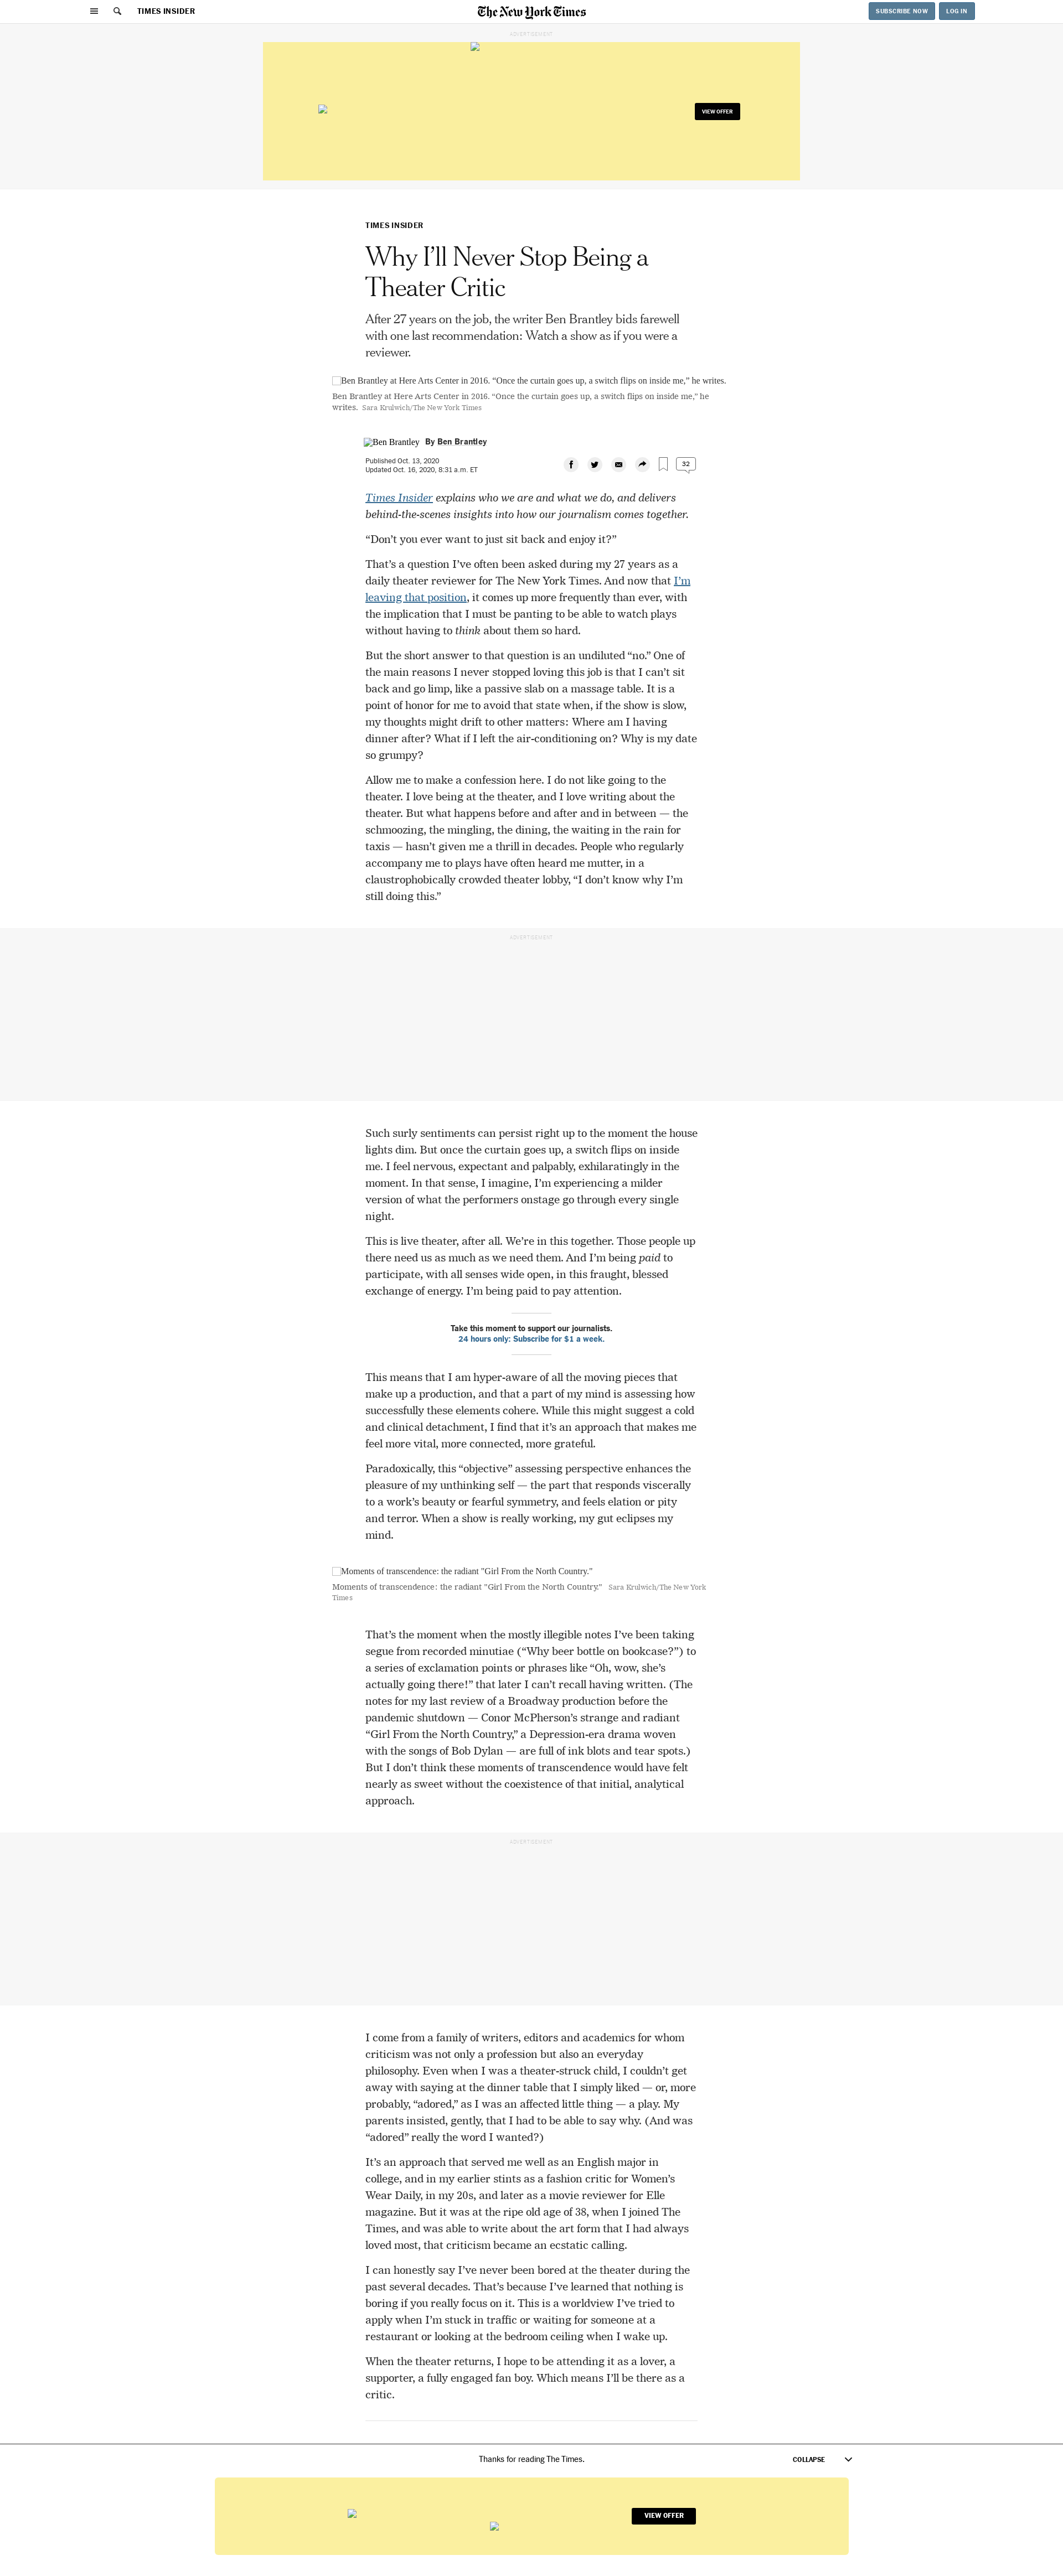 TIMES INSIDER
The New York Times
SUBSCRIBE NOW
LOG IN
ADVERTISEMENT
VIEW OFFER
TIMES INSIDER
Why I’ll Never Stop Being a
Theater Critic
After 27 years on the job, the writer Ben Brantley bids farewell
with one last recommendation: Watch a show as if you were a
reviewer.
Ben Brantley at Here Arts Center in 2016. “Once the curtain goes up, a switch flips on inside me,” he writes.
Ben Brantley at Here Arts Center in 2016. “Once the curtain goes up, a switch flips on inside me,” he
writes. Sara Krulwich/The New York Times
Ben Brantley By Ben Brantley
Published Oct. 13, 2020
Updated Oct. 16, 2020, 8:31 a.m. ET
32
Times Insider explains who we are and what we do, and delivers
behind-the-scenes insights into how our journalism comes together.
“Don’t you ever want to just sit back and enjoy it?”
That’s a question I’ve often been asked during my 27 years as a
daily theater reviewer for The New York Times. And now that I’m
leaving that position, it comes up more frequently than ever, with
the implication that I must be panting to be able to watch plays
without having to think about them so hard.
But the short answer to that question is an undiluted “no.” One of
the main reasons I never stopped loving this job is that I can’t sit
back and go limp, like a passive slab on a massage table. It is a
point of honor for me to avoid that state when, if the show is slow,
my thoughts might drift to other matters: Where am I having
dinner after? What if I left the air-conditioning on? Why is my date
so grumpy?
Allow me to make a confession here. I do not like going to the
theater. I love being at the theater, and I love writing about the
theater. But what happens before and after and in between — the
schmoozing, the mingling, the dining, the waiting in the rain for
taxis — hasn’t given me a thrill in decades. People who regularly
accompany me to plays have often heard me mutter, in a
claustrophobically crowded theater lobby, “I don’t know why I’m
still doing this.”
ADVERTISEMENT
Such surly sentiments can persist right up to the moment the house
lights dim. But once the curtain goes up, a switch flips on inside
me. I feel nervous, expectant and palpably, exhilaratingly in the
moment. In that sense, I imagine, I’m experiencing a milder
version of what the performers onstage go through every single
night.
This is live theater, after all. We’re in this together. Those people up
there need us as much as we need them. And I’m being paid to
participate, with all senses wide open, in this fraught, blessed
exchange of energy. I’m being paid to pay attention.
Take this moment to support our journalists.
24 hours only: Subscribe for $1 a week.
This means that I am hyper-aware of all the moving pieces that
make up a production, and that a part of my mind is assessing how
successfully these elements cohere. While this might suggest a cold
and clinical detachment, I find that it’s an approach that makes me
feel more vital, more connected, more grateful.
Paradoxically, this “objective” assessing perspective enhances the
pleasure of my unthinking self — the part that responds viscerally
to a work’s beauty or fearful symmetry, and feels elation or pity
and terror. When a show is really working, my gut eclipses my
mind.
Moments of transcendence: the radiant "Girl From the North Country."
Moments of transcendence: the radiant "Girl From the North Country." Sara Krulwich/The New York
Times
That’s the moment when the mostly illegible notes I’ve been taking
segue from recorded minutiae (“Why beer bottle on bookcase?”) to
a series of exclamation points or phrases like “Oh, wow, she’s
actually going there!” that later I can’t recall having written. (The
notes for my last review of a Broadway production before the
pandemic shutdown — Conor McPherson’s strange and radiant
“Girl From the North Country,” a Depression-era drama woven
with the songs of Bob Dylan — are full of ink blots and tear spots.)
But I don’t think these moments of transcendence would have felt
nearly as sweet without the coexistence of that initial, analytical
approach.
ADVERTISEMENT
I come from a family of writers, editors and academics for whom
criticism was not only a profession but also an everyday
philosophy. Even when I was a theater-struck child, I couldn’t get
away with saying at the dinner table that I simply liked — or, more
probably, “adored,” as I was an affected little thing — a play. My
parents insisted, gently, that I had to be able to say why. (And was
“adored” really the word I wanted?)
It’s an approach that served me well as an English major in
college, and in my earlier stints as a fashion critic for Women’s
Wear Daily, in my 20s, and later as a movie reviewer for Elle
magazine. But it was at the ripe old age of 38, when I joined The
Times, and was able to write about the art form that I had always
loved most, that criticism became an ecstatic calling.
I can honestly say I’ve never been bored at the theater during the
past several decades. That’s because I’ve learned that nothing is
boring if you really focus on it. This is a worldview I’ve tried to
apply when I’m stuck in traffic or waiting for someone at a
restaurant or looking at the bedroom ceiling when I wake up.
When the theater returns, I hope to be attending it as a lover, a
supporter, a fully engaged fan boy. Which means I’ll be there as a
critic.
Thanks for reading The Times.
COLLAPSE
VIEW OFFER